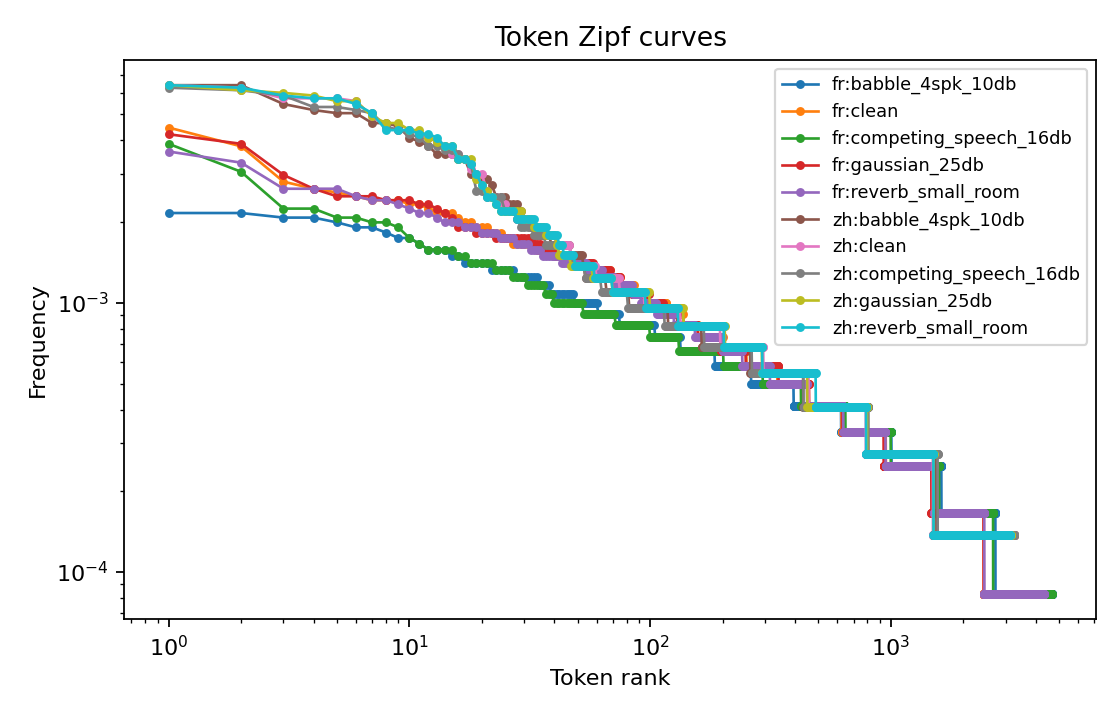 Token Zipf curves
fr:babble_4spk_10db
fr:clean
fr:competing_speech_16db
fr:gaussian_25db
fr:reverb_small_room
zh:babble_4spk_10db
zh:clean
zh:competing_speech_16db
zh:gaussian_25db
zh:reverb_small_room
Frequency
10⁻³
10⁻⁴
10⁰ 10¹ 10² 10³
Token rank